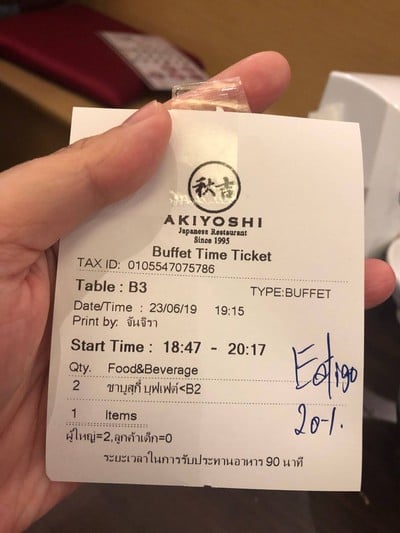 秋吉
AKIYOSHI
Japanese Restaurant
Since 1995
Buffet Time Ticket
TAX ID: 0105547075786
Table : B3 TYPE:BUFFET
Date/Time : 23/06/19 19:15
Print by: จันจิรา
Start Time : 18:47 - 20:17
Qty. Food&Beverage
2 ชาบูสุกี้ บุฟเฟต์<B2
Eatigo
20-/.
1 Items
ผู้ใหญ่=2,ลูกค้าเด็ก=0
ระยะเวลาในการรับประทานอาหาร 90 นาที